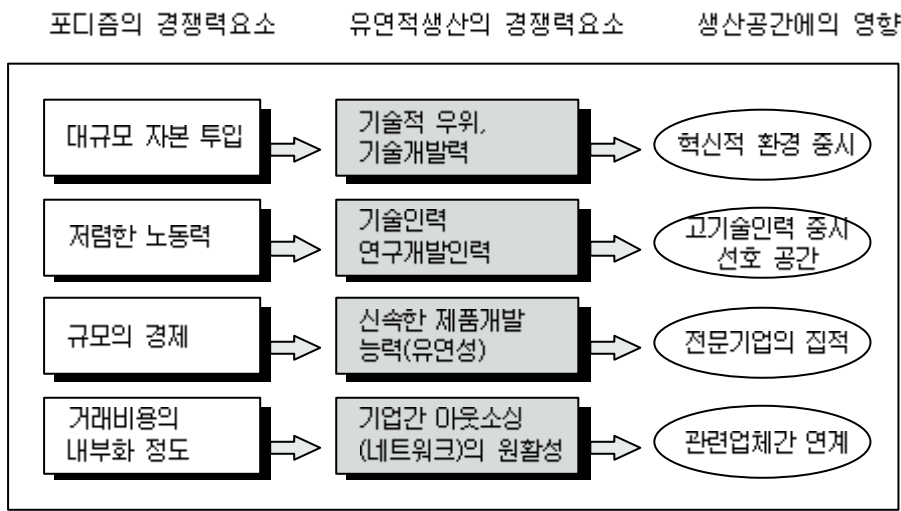 포디즘의 경쟁력요소 유연적생산의 경쟁력요소 생산공간에의 영향
대규모 자본 투입
기술적 우위,
기술개발력
혁신적 환경 중시
저렴한 노동력
기술인력
연구개발인력
고기술인력 중시
선호 공간
규모의 경제
신속한 제품개발
능력(유연성)
전문기업의 집적
거래비용의
내부화 정도
기업간 아웃소싱
(네트워크)의 원활성
관련업체간 연계